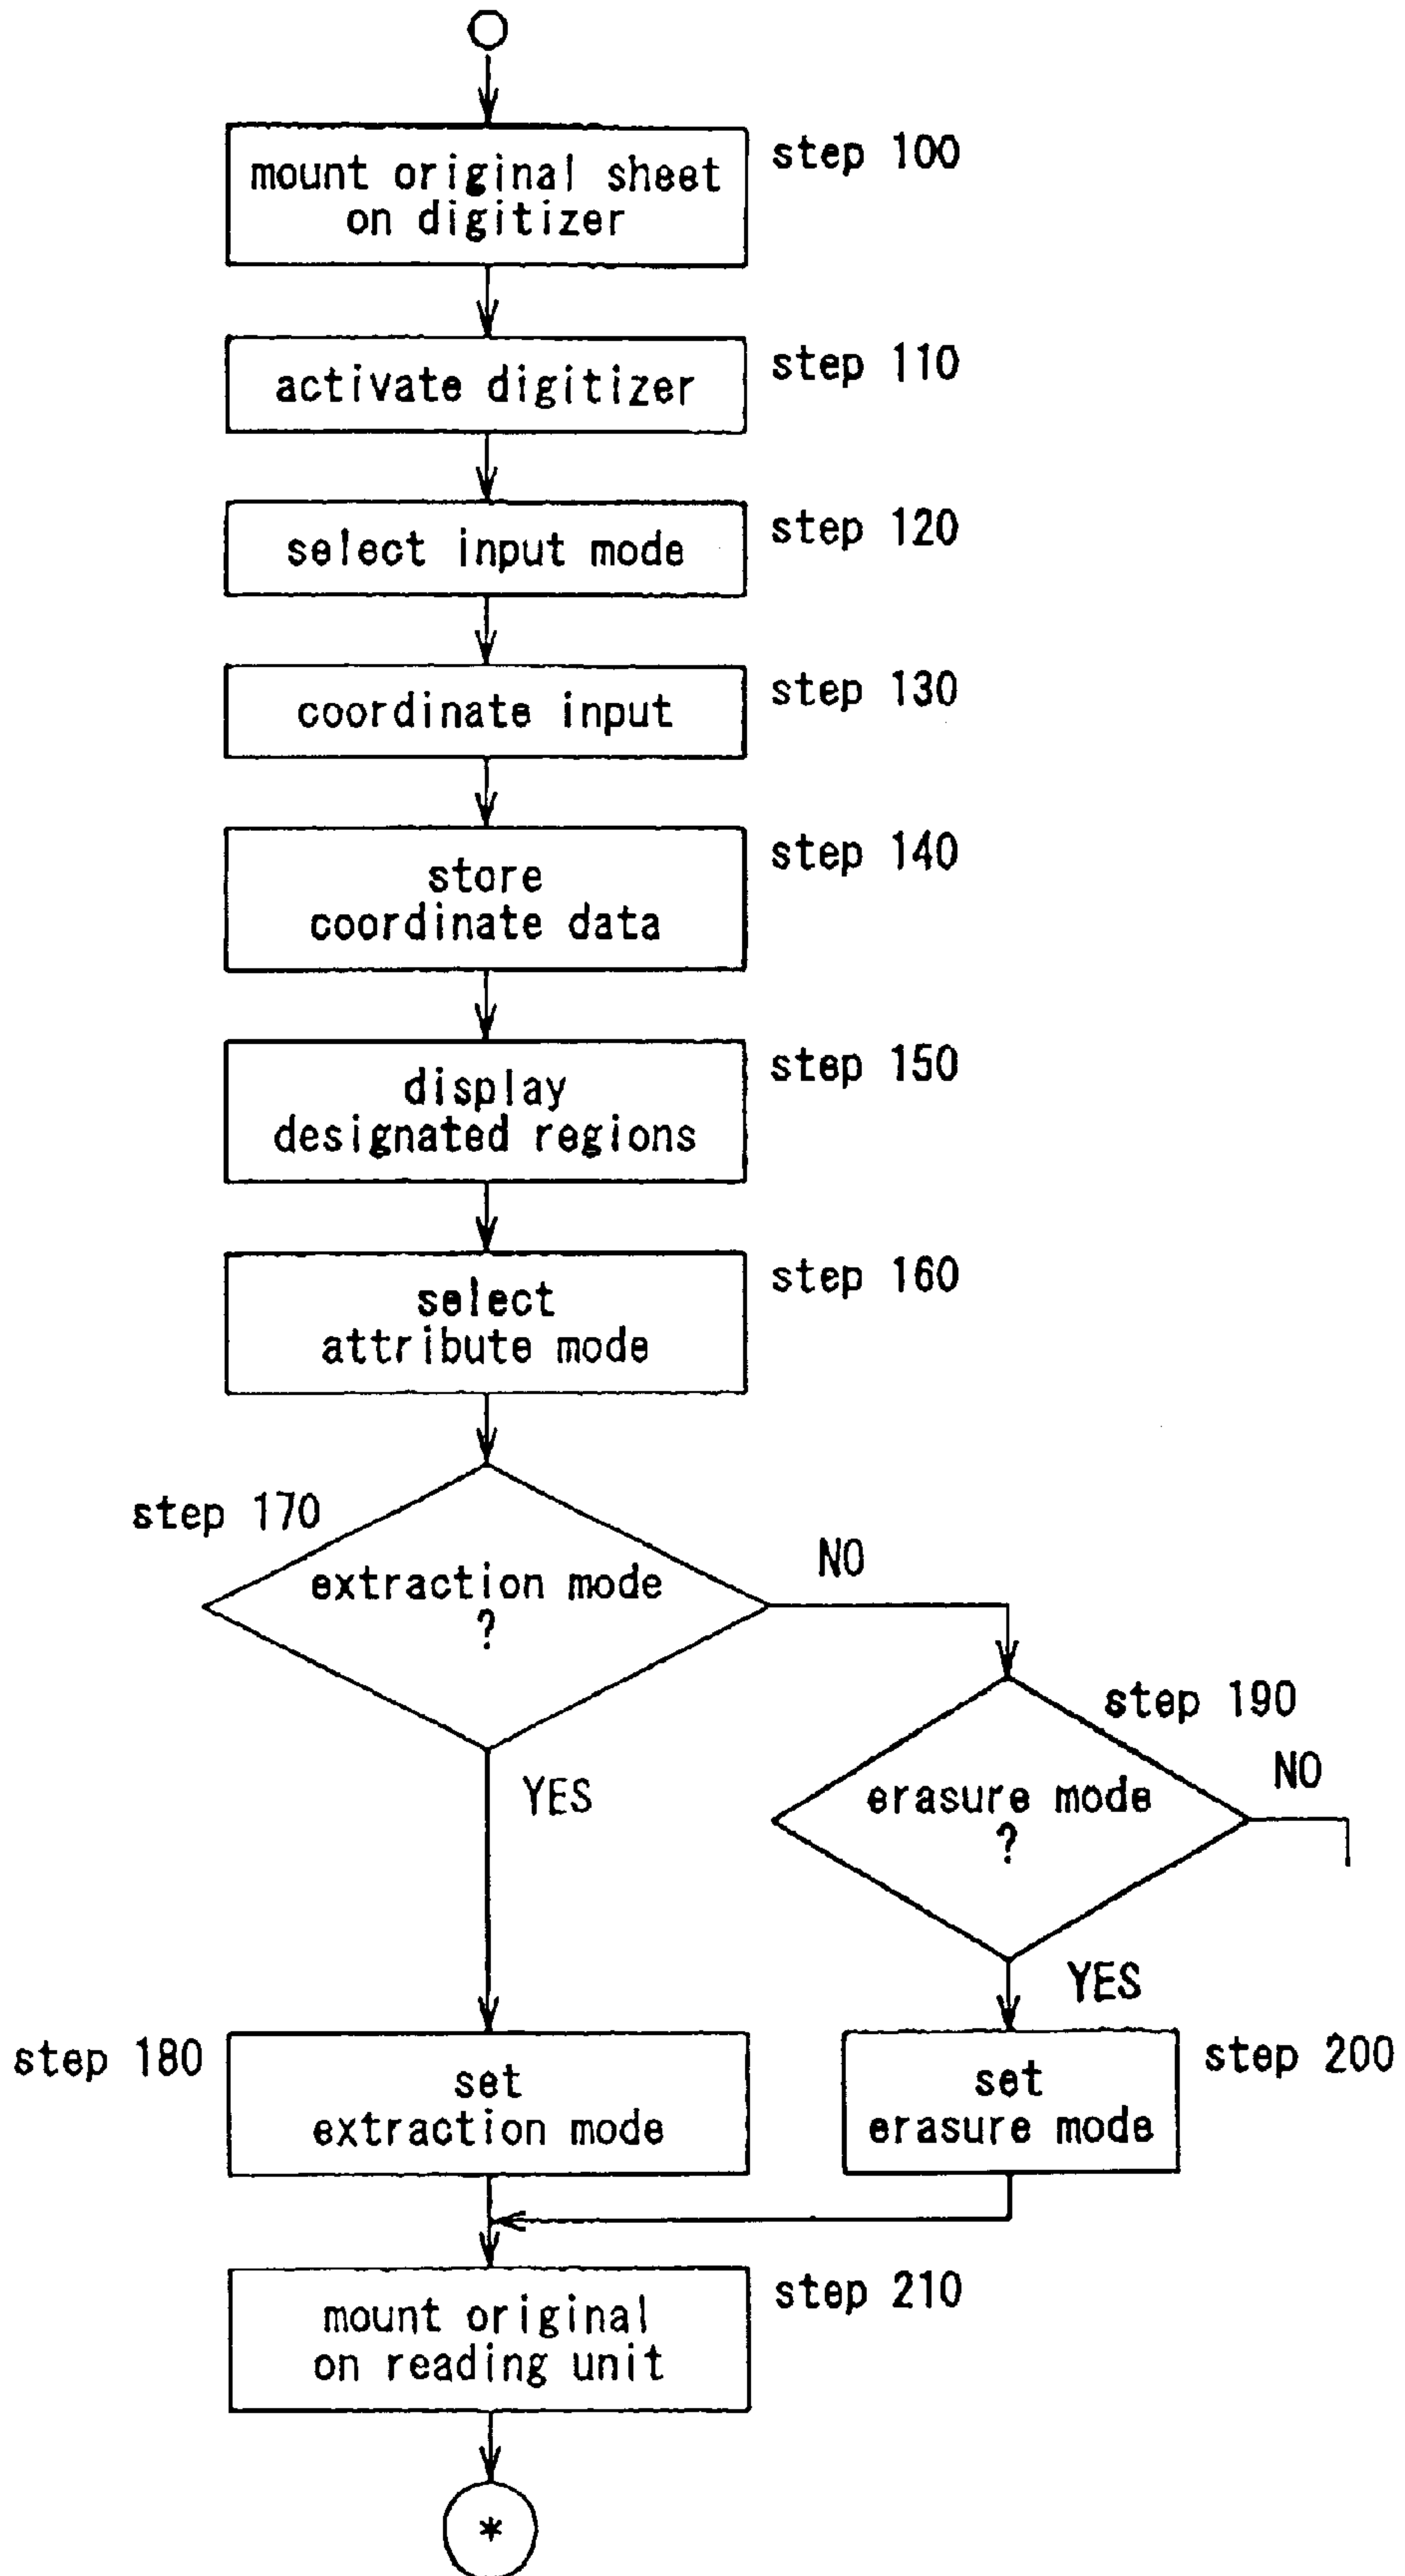 step 100
mount original sheet
on digitizer
step 110
activate digitizer
step 120
select input mode
step 130
coordinate input
step 140
store
coordinate data
step 150
display
designated regions
step 160
select
attribute mode
step 170
extraction mode
?
NO
YES
step 190
erasure mode
?
NO
YES
step 180
set
extraction mode
step 200
set
erasure mode
step 210
mount original
on reading unit
*